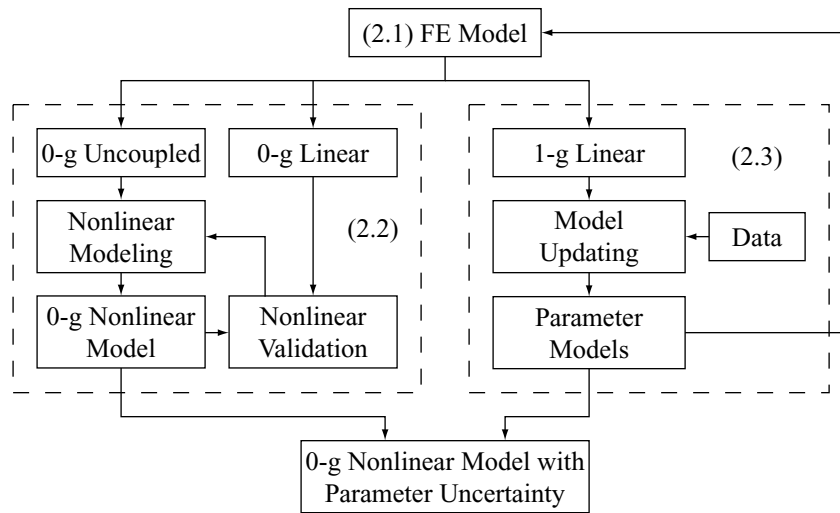 (2.1) FE Model
0-g Uncoupled
0-g Linear
Nonlinear
Modeling
(2.2)
0-g Nonlinear
Model
Nonlinear
Validation
1-g Linear
(2.3)
Model
Updating
Data
Parameter
Models
0-g Nonlinear Model with
Parameter Uncertainty